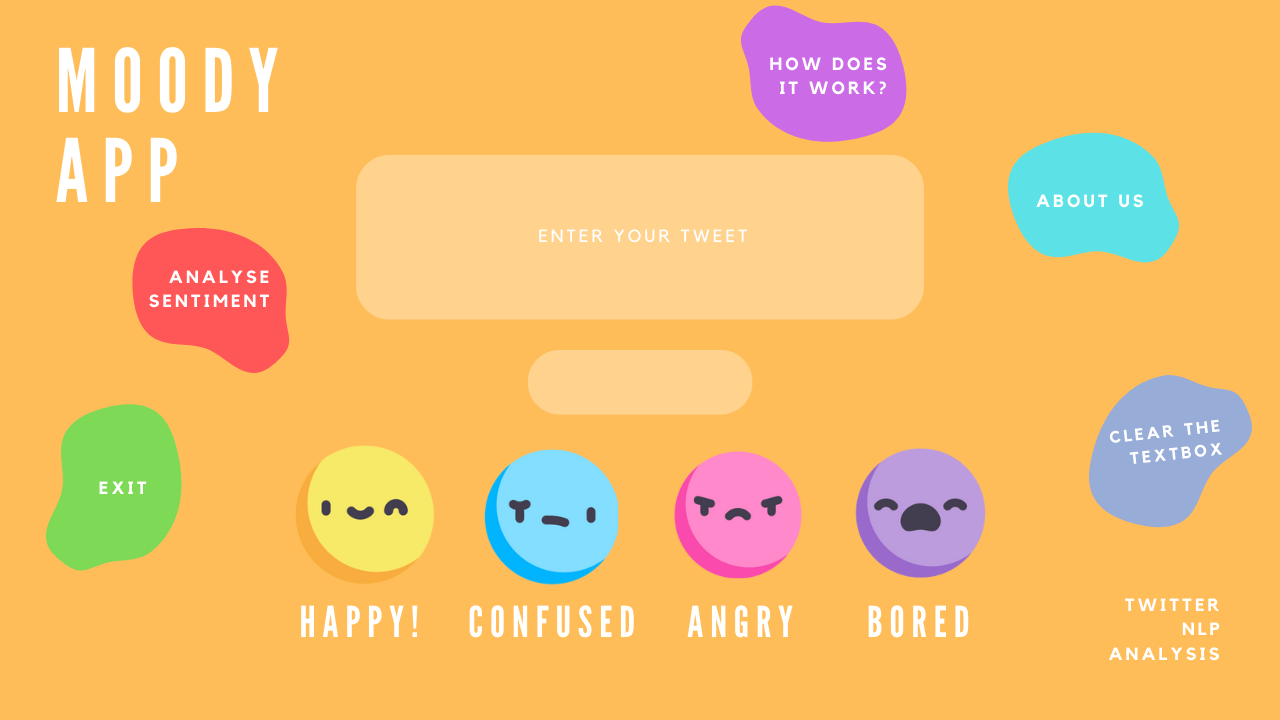 MOODY
APP
HOW DOES
IT WORK?
ABOUT US
ENTER YOUR TWEET
ANALYSE
SENTIMENT
CLEAR THE
TEXTBOX
EXIT
HAPPY!
CONFUSED
ANGRY
BORED
TWITTER
NLP
ANALYSIS